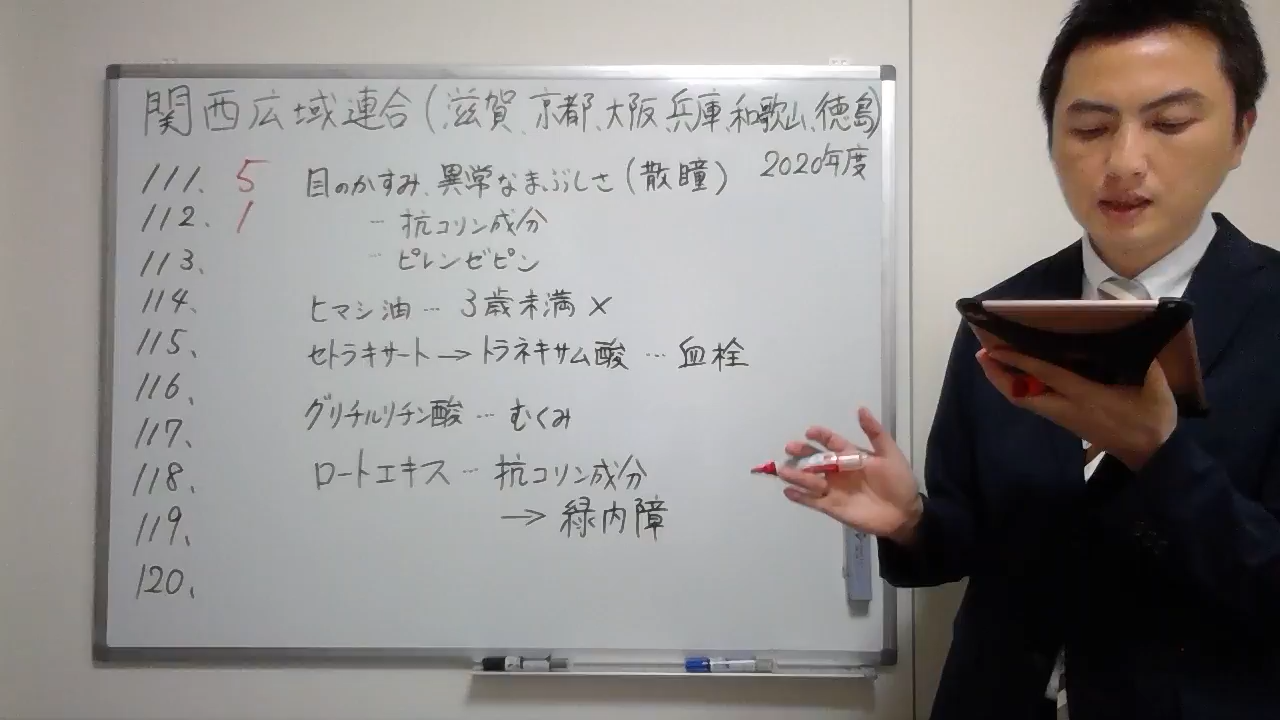 関西広域連合(滋賀、京都、大阪、兵庫、和歌山、徳島)
2020年度
111、 5 目のかすみ、異常なまぶしさ(散瞳)
112、 1 … 抗コリン成分
113、 … ピレンゼピン
114、 ヒマシ油 … 3歳未満 ×
115、 セトラキサート → トラネキサム酸 … 血栓
116、
117、 グリチルリチン酸 … むくみ
118、 ロートエキス … 抗コリン成分
119、 → 緑内障
120、